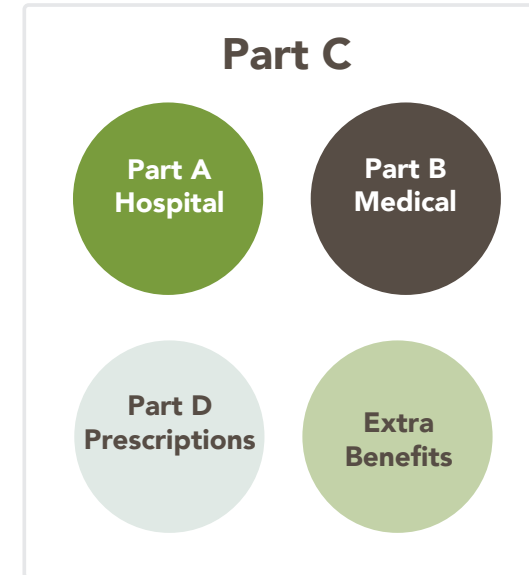 Part C
Part A
Hospital
Part B
Medical
Part D
Prescriptions
Extra
Benefits